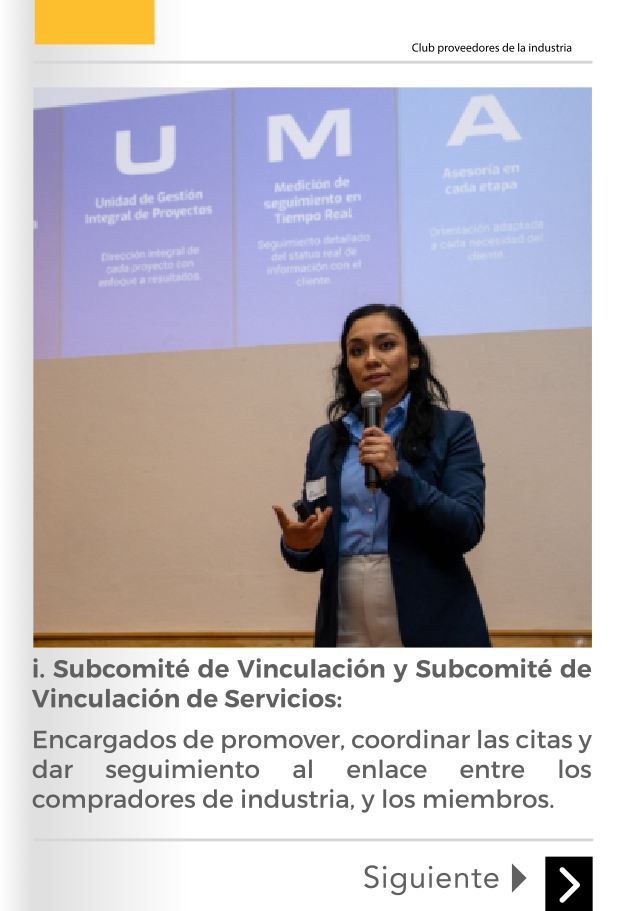 Club proveedores de la industria
U
M
A
Unidad de Gestión
Integral de Proyectos
Medición de
seguimiento en
Tiempo Real
Asesoría en
cada etapa
Dirección integral de
cada proyecto con
enfoque a resultados.
Seguimiento detallado
del status real de
información con el
cliente.
Orientación adaptada
a cada necesidad del
cliente.
i. Subcomité de Vinculación y Subcomité de
Vinculación de Servicios:
Encargados de promover, coordinar las citas y
dar seguimiento al enlace entre los
compradores de industria, y los miembros.
Siguiente